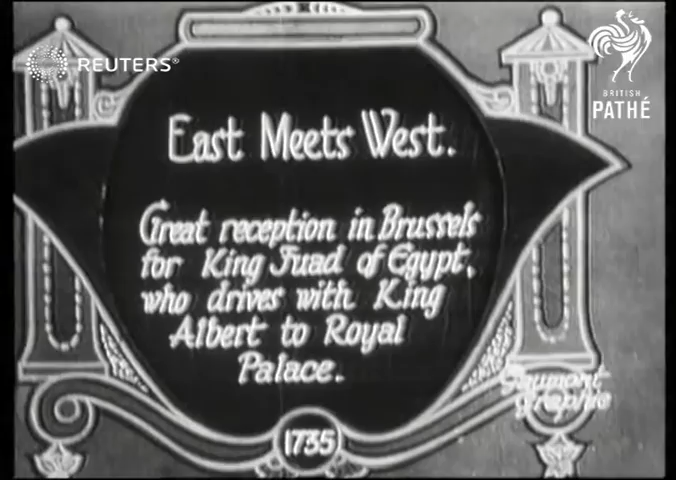 REUTERS
BRITISH
PATHÉ
East Meets West.
Great reception in Brussels
for King Fuad of Egypt,
who drives with King
Albert to Royal
Palace.
Gaumont
Graphic
1735